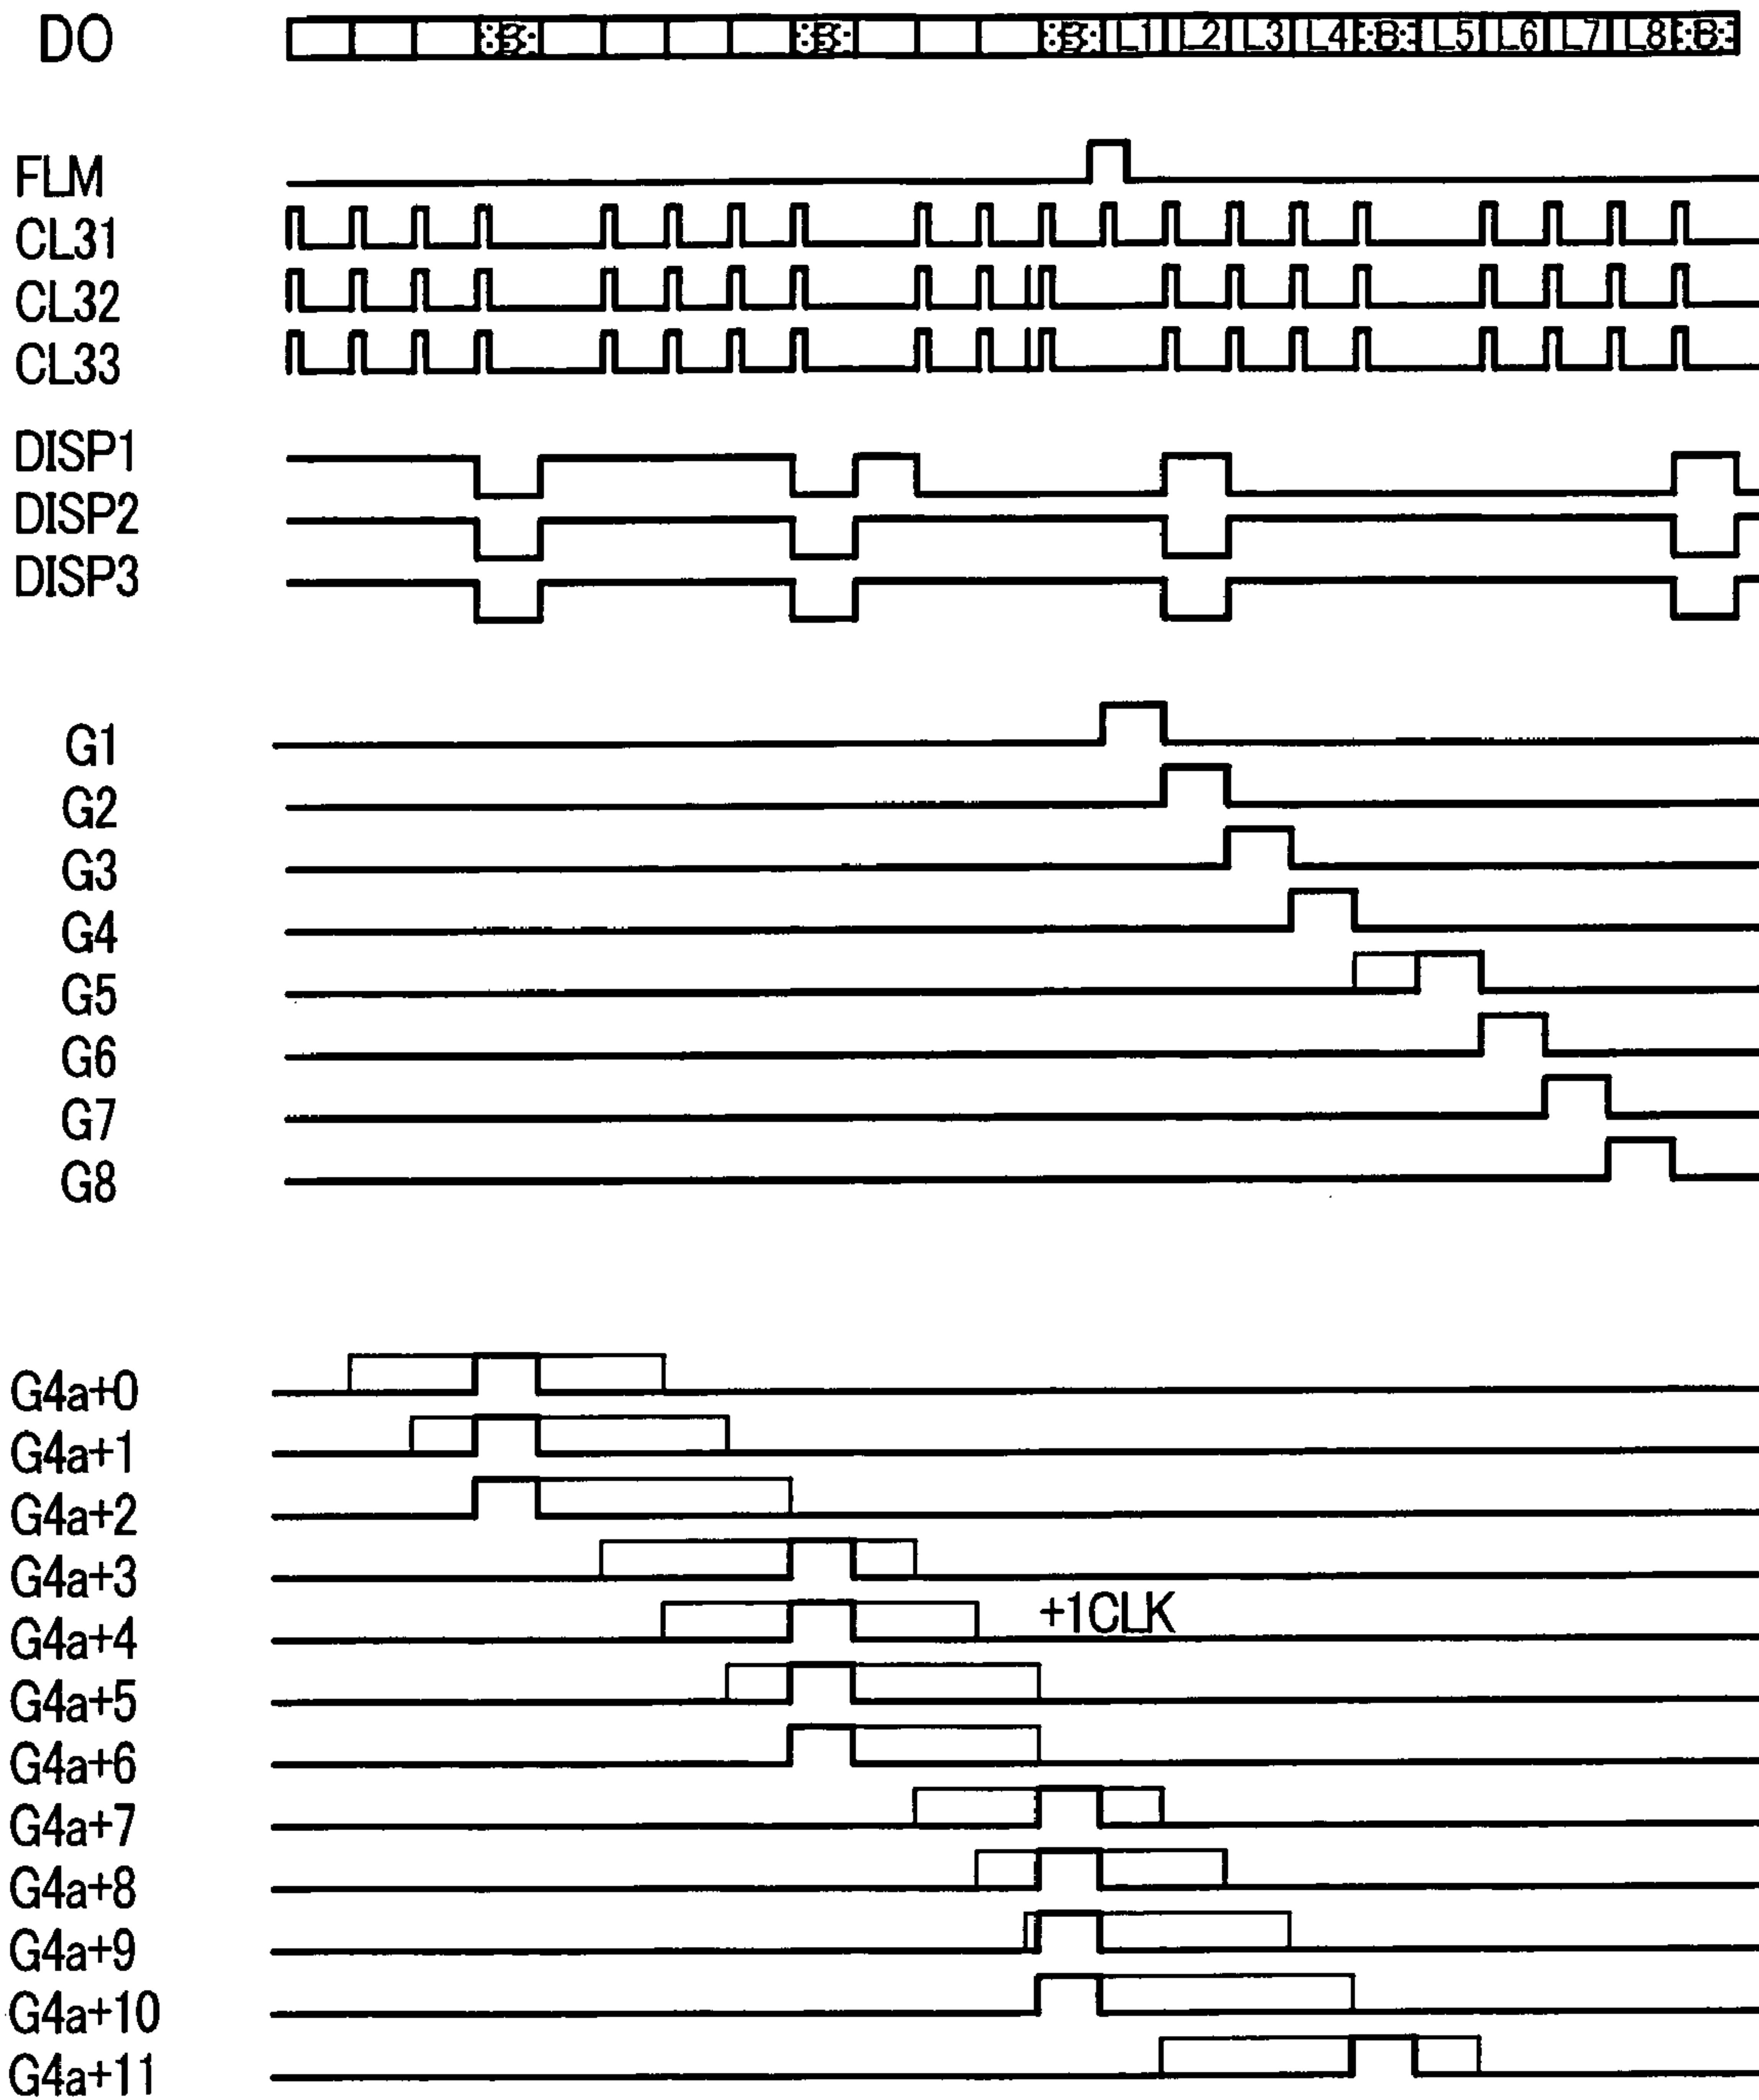 DO B B B L1 L2 L3 L4 B L5 L6 L7 L8 B
FLM
CL31
CL32
CL33
DISP1
DISP2
DISP3
G1
G2
G3
G4
G5
G6
G7
G8
G4a+0
G4a+1
G4a+2
G4a+3
G4a+4 +1CLK
G4a+5
G4a+6
G4a+7
G4a+8
G4a+9
G4a+10
G4a+11